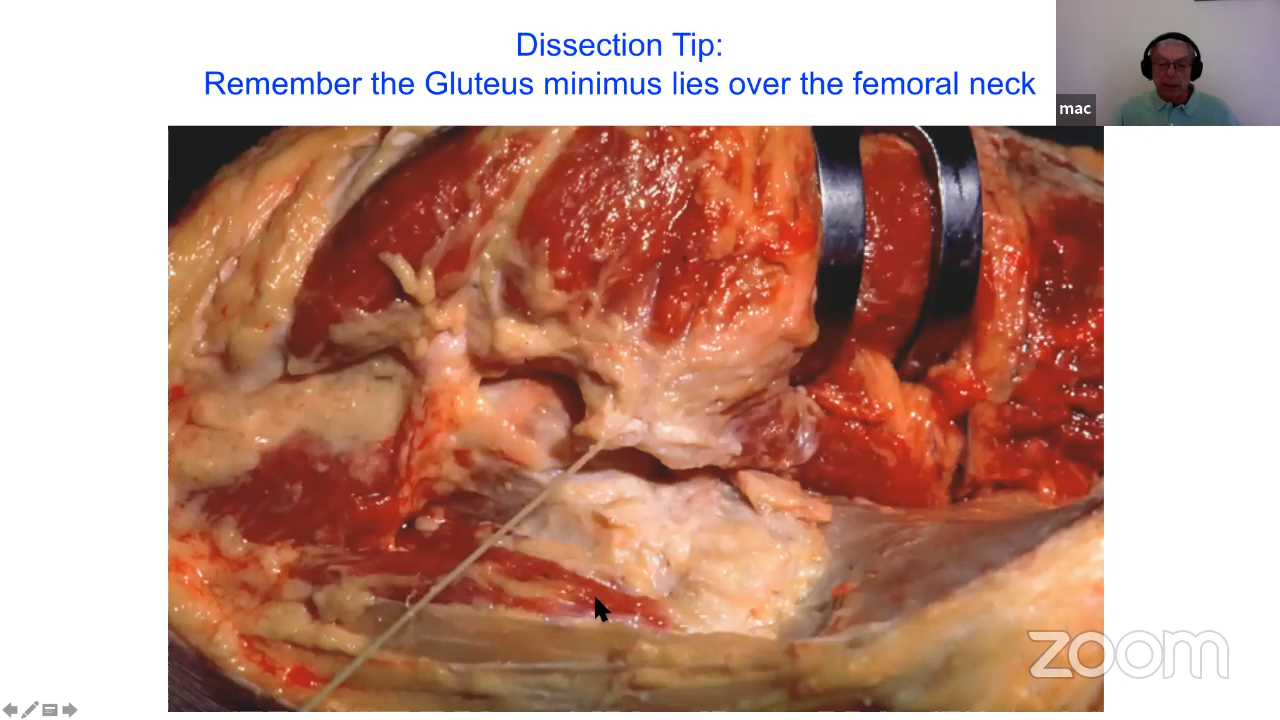 Dissection Tip:
Remember the Gluteus minimus lies over the femoral neck
mac
zoom